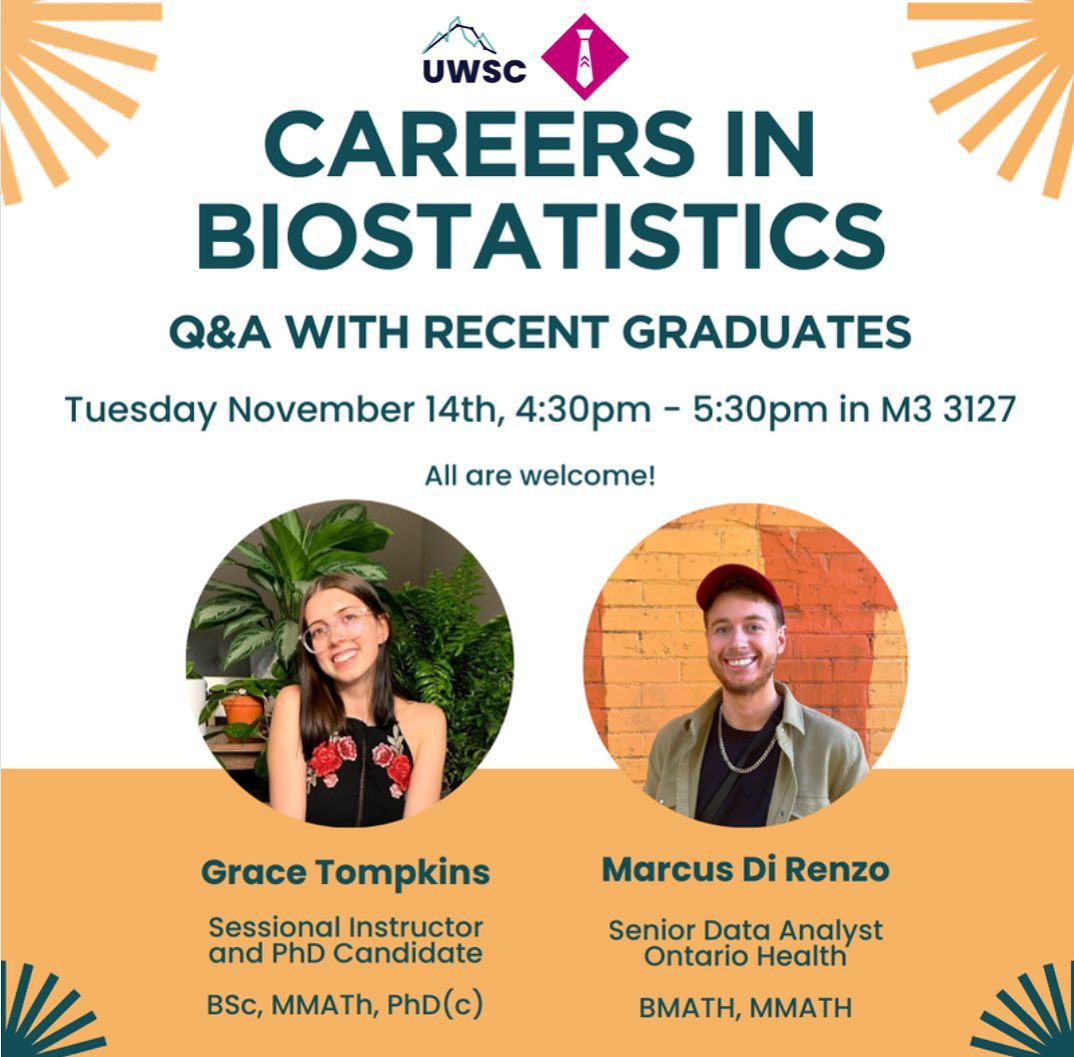 UWSC
CAREERS IN
BIOSTATISTICS
Q&A WITH RECENT GRADUATES
Tuesday November 14th, 4:30pm - 5:30pm in M3 3127
All are welcome!
Grace Tompkins
Sessional Instructor
and PhD Candidate
BSc, MMATh, PhD(c)
Marcus Di Renzo
Senior Data Analyst
Ontario Health
BMATH, MMATH